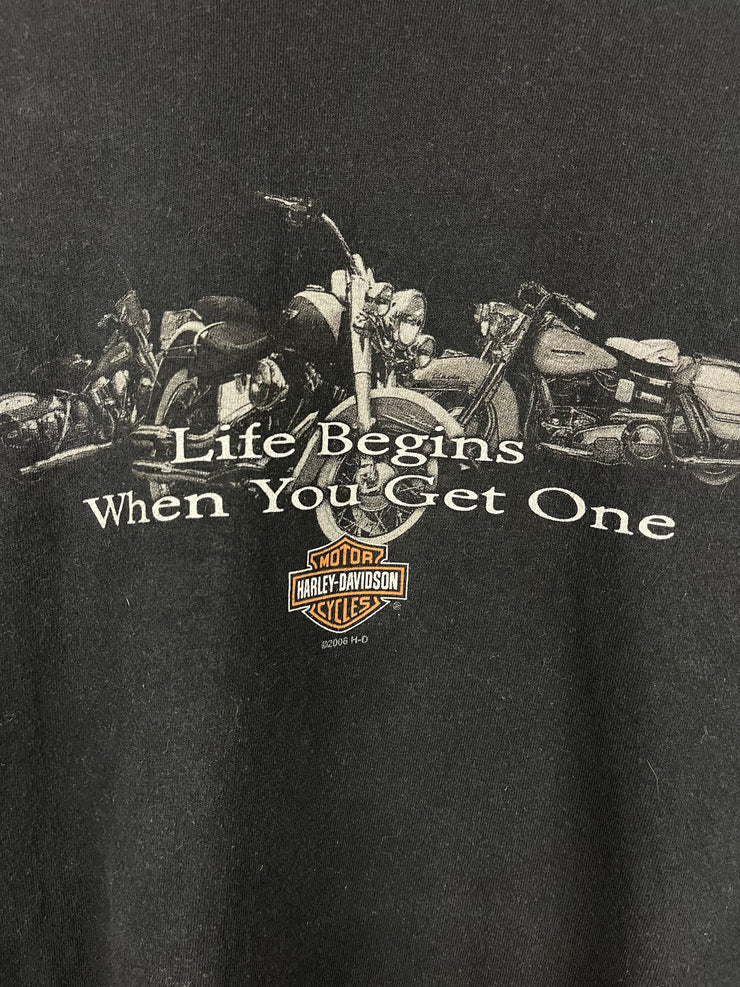 Life Begins
When You Get One
MOTOR
HARLEY-DAVIDSON
CYCLES
®
©2006 H-D